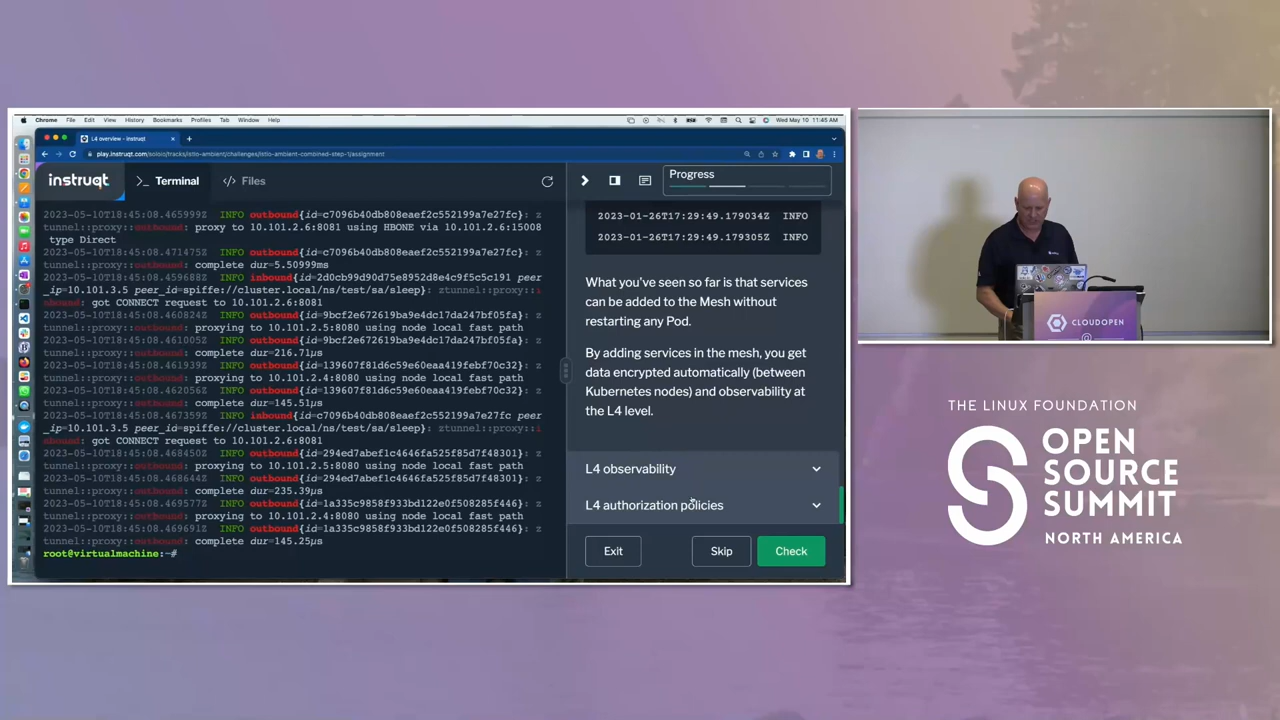 Chrome File Edit View History Bookmarks Profiles Tab Window Help
Wed May 10 11:45 AM
L4 overview - Instruqt
play.instruqt.com/soloio/tracks/istio-ambient/challenges/istio-ambient-combined-step-1/assignment
instruqt
>_ Terminal
</> Files
Progress
2023-05-10T18:45:08.465999Z INFO outbound{id=c7096b40db808eaef2c552199a7e27fc}: z
tunnel::proxy::outbound: proxy to 10.101.2.6:8081 using HBONE via 10.101.2.6:15008
type Direct
2023-05-10T18:45:08.471475Z INFO outbound{id=c7096b40db808eaef2c552199a7e27fc}: z
tunnel::proxy::outbound: complete dur=5.50999ms
2023-05-10T18:45:08.459688Z INFO inbound{id=2d0cb99d90d75e8952d8e4c9f5c5c191 peer
_ip=10.101.3.5 peer_id=spiffe://cluster.local/ns/test/sa/sleep}: ztunnel::proxy::i
nbound: got CONNECT request to 10.101.2.6:8081
2023-05-10T18:45:08.460824Z INFO outbound{id=9bcf2e672619b3a9e17c5da247bf05fa}: z
tunnel::proxy::outbound: proxying to 10.101.2.5:8080 using node local fast path
2023-05-10T18:45:08.461005Z INFO outbound{id=9bcf2e672619b3a9e17c5da247bf05fa}: z
tunnel::proxy::outbound: complete dur=216.71µs
2023-05-10T18:45:08.461939Z INFO outbound{id=139607f81d6c59e60eaa419febf70c32}: z
tunnel::proxy::outbound: proxying to 10.101.2.4:8080 using node local fast path
2023-05-10T18:45:08.462056Z INFO outbound{id=139607f81d6c59e60eaa419febf70c32}: z
tunnel::proxy::outbound: complete dur=145.51µs
2023-05-10T18:45:08.467359Z INFO inbound{id=c7096b40db808eaef2c552199a7e27fc peer
_ip=10.101.3.5 peer_id=spiffe://cluster.local/ns/test/sa/sleep}: ztunnel::proxy::i
nbound: got CONNECT request to 10.101.2.6:8081
2023-05-10T18:45:08.468450Z INFO outbound{id=294ed7abef1c4646fa525f85d7f48301}: z
tunnel::proxy::outbound: proxying to 10.101.2.5:8080 using node local fast path
2023-05-10T18:45:08.468644Z INFO outbound{id=294ed7abef1c4646fa525f85d7f48301}: z
tunnel::proxy::outbound: complete dur=235.39µs
2023-05-10T18:45:08.469577Z INFO outbound{id=1a335c9858f933bd122e0f508285f446}: z
tunnel::proxy::outbound: proxying to 10.101.2.4:8080 using node local fast path
2023-05-10T18:45:08.469691Z INFO outbound{id=1a335c9858f933bd122e0f508285f446}: z
tunnel::proxy::outbound: complete dur=145.25µs
root@virtualmachine:~#
2023-01-26T17:29:49.179034Z INFO
2023-01-26T17:29:49.179305Z INFO
What you've seen so far is that services
can be added to the Mesh without
restarting any Pod.
By adding services in the mesh, you get
data encrypted automatically (between
Kubernetes nodes) and observability at
the L4 level.
L4 observability
L4 authorization policies
Exit
Skip
Check
CLOUDOPEN
@
THE LINUX FOUNDATION
OPEN
SOURCE
SUMMIT
NORTH AMERICA